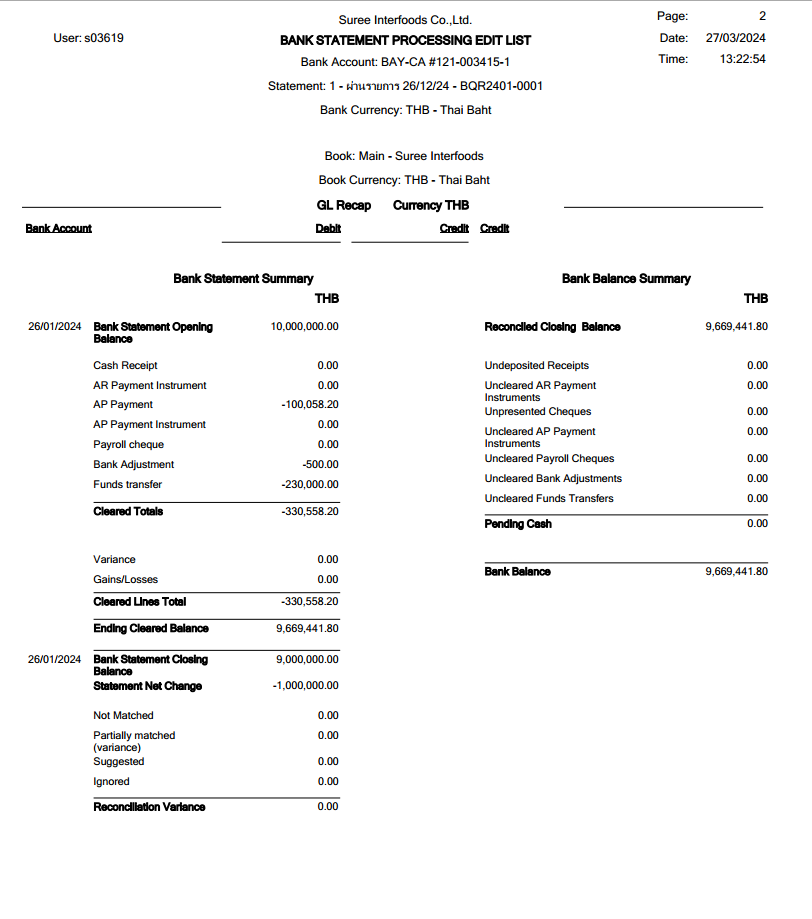 Suree Interfoods Co.,Ltd.
Page: 2
User: s03619
BANK STATEMENT PROCESSING EDIT LIST
Date: 27/03/2024
Bank Account: BAY-CA #121-003415-1
Time: 13:22:54
Statement: 1 - ผ่านรายการ 26/12/24 - BQR2401-0001
Bank Currency: THB - Thai Baht
Book: Main - Suree Interfoods
Book Currency: THB - Thai Baht
GL Recap Currency THB
Bank Account Debit Credit Credit
Bank Statement Summary
THB
26/01/2024 Bank Statement Opening Balance 10,000,000.00
Cash Receipt 0.00
AR Payment Instrument 0.00
AP Payment -100,058.20
AP Payment Instrument 0.00
Payroll cheque 0.00
Bank Adjustment -500.00
Funds transfer -230,000.00
Cleared Totals -330,558.20
Variance 0.00
Gains/Losses 0.00
Cleared Lines Total -330,558.20
Ending Cleared Balance 9,669,441.80
26/01/2024 Bank Statement Closing Balance 9,000,000.00
Statement Net Change -1,000,000.00
Not Matched 0.00
Partially matched (variance) 0.00
Suggested 0.00
Ignored 0.00
Reconciliation Variance 0.00
Bank Balance Summary
THB
Reconciled Closing Balance 9,669,441.80
Undeposited Receipts 0.00
Uncleared AR Payment Instruments 0.00
Unpresented Cheques 0.00
Uncleared AP Payment Instruments 0.00
Uncleared Payroll Cheques 0.00
Uncleared Bank Adjustments 0.00
Uncleared Funds Transfers 0.00
Pending Cash 0.00
Bank Balance 9,669,441.80